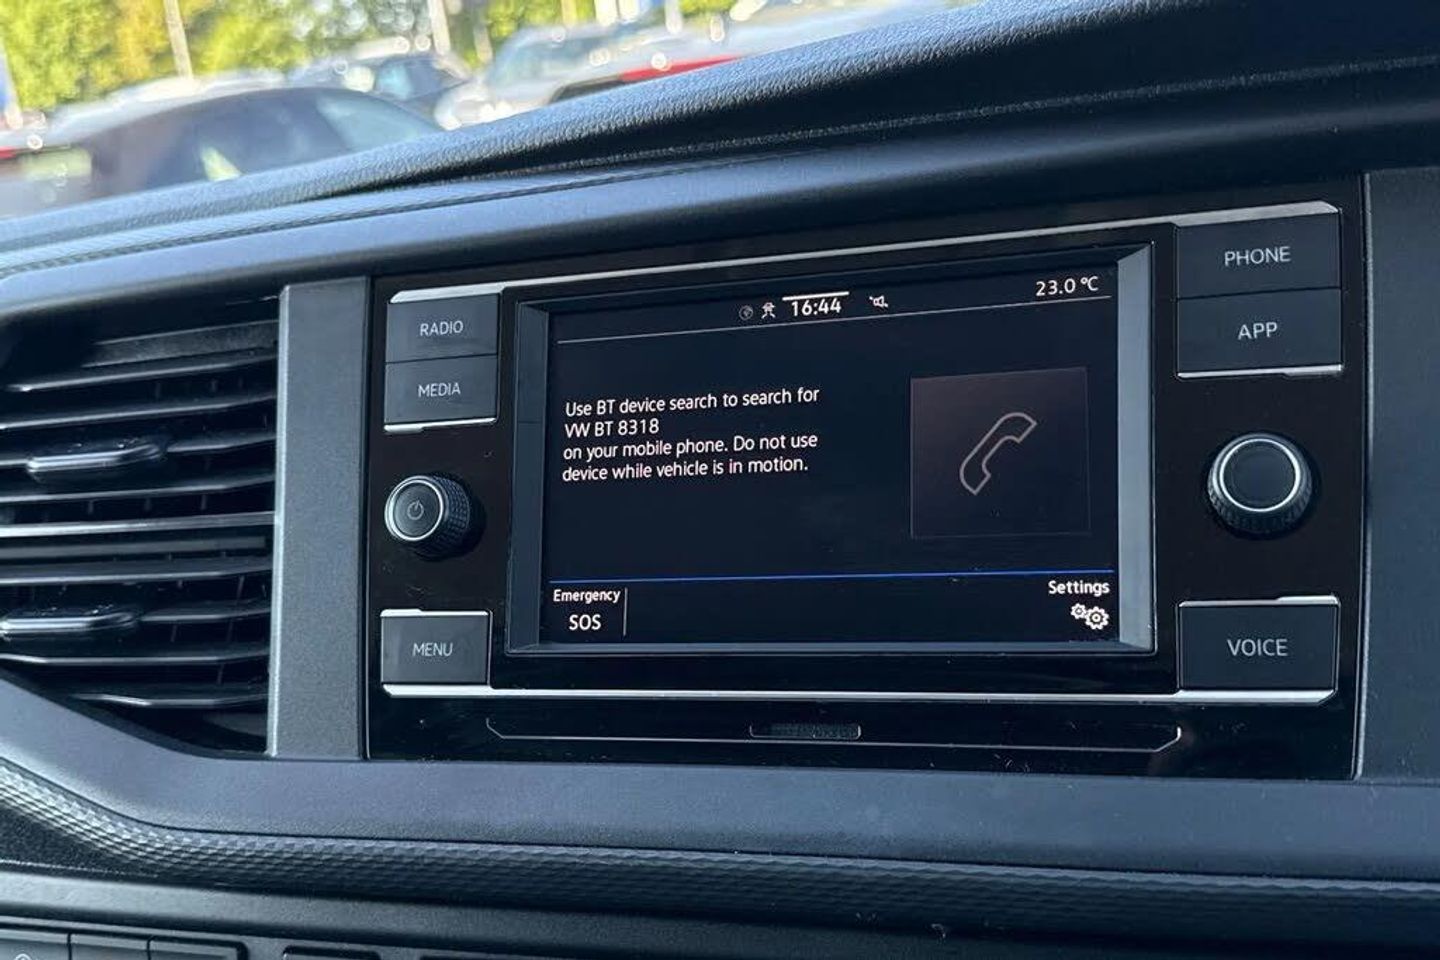 PHONE
16:44
23.0 °C
RADIO
APP
MEDIA
Use BT device search to search for
VW BT 8318
on your mobile phone. Do not use
device while vehicle is in motion.
Emergency
SOS
Settings
MENU
VOICE